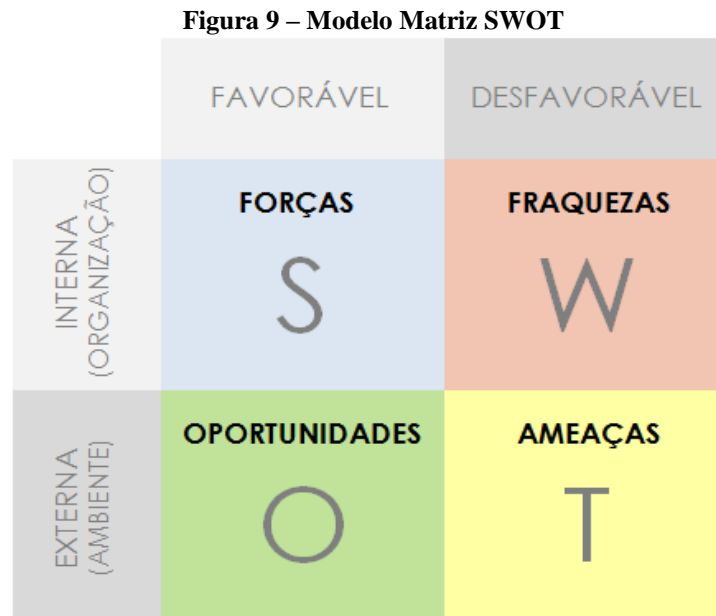 Figura 9 – Modelo Matriz SWOT
FAVORÁVEL
DESFAVORÁVEL
INTERNA
(ORGANIZAÇÃO)
FORÇAS
S
FRAQUEZAS
W
EXTERNA
(AMBIENTE)
OPORTUNIDADES
O
AMEAÇAS
T